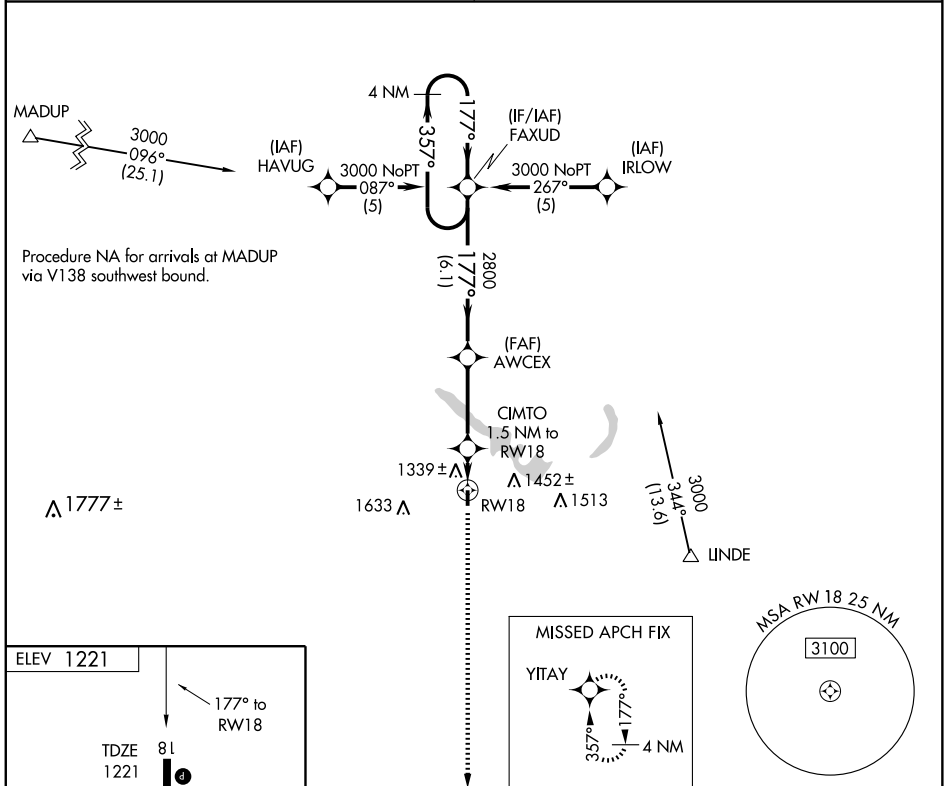 MADUP
3000
096°
(25.1)
(IAF)
HAVUG
3000 NoPT
087°
(5)
4 NM
357°
177°
(IF/IAF)
FAXUD
3000 NoPT
267°
(5)
(IAF)
IRLOW
Procedure NA for arrivals at MADUP
via V138 southwest bound.
2800
177°
(6.1)
(FAF)
AWCEX
CIMTO
1.5 NM to
RW18
1339 ±
1452 ±
1777 ±
1633
RW18
1513
3000
344°
(13.6)
LINDE
MSA RW 18 25 NM
3100
MISSED APCH FIX
YITAY
357°
177°
4 NM
ELEV 1221
177° to
RW18
TDZE
1221
18
P